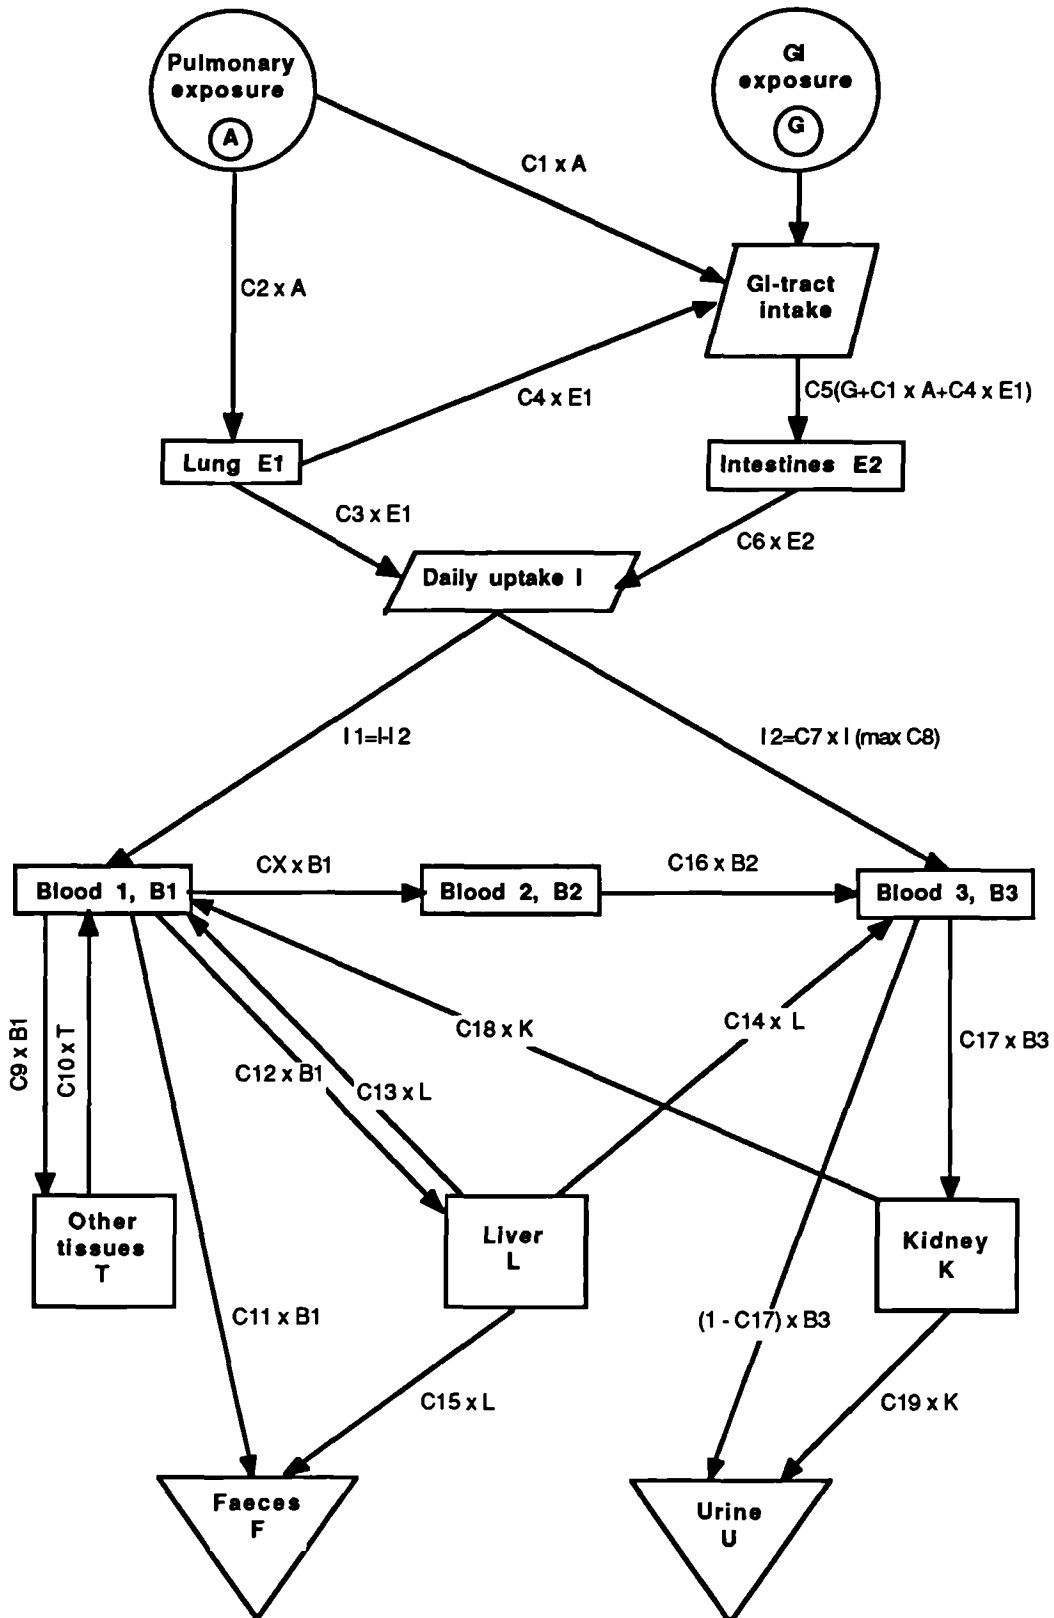 Pulmonary
exposure
A
GI
exposure
G
C1 x A
C2 x A
GI-tract
intake
C4 x E1
C5(G+C1 x A+C4 x E1)
Lung E1
Intestines E2
C3 x E1
C6 x E2
Daily uptake I
I1=I-I2
I2=C7 x I (max C8)
Blood 1, B1
CX x B1
Blood 2, B2
C16 x B2
Blood 3, B3
C9 x B1
C10 x T
C12 x B1
C13 x L
C18 x K
C14 x L
C17 x B3
Other
tissues
T
Liver
L
Kidney
K
C11 x B1
(1 - C17) x B3
C15 x L
C19 x K
Faeces
F
Urine
U